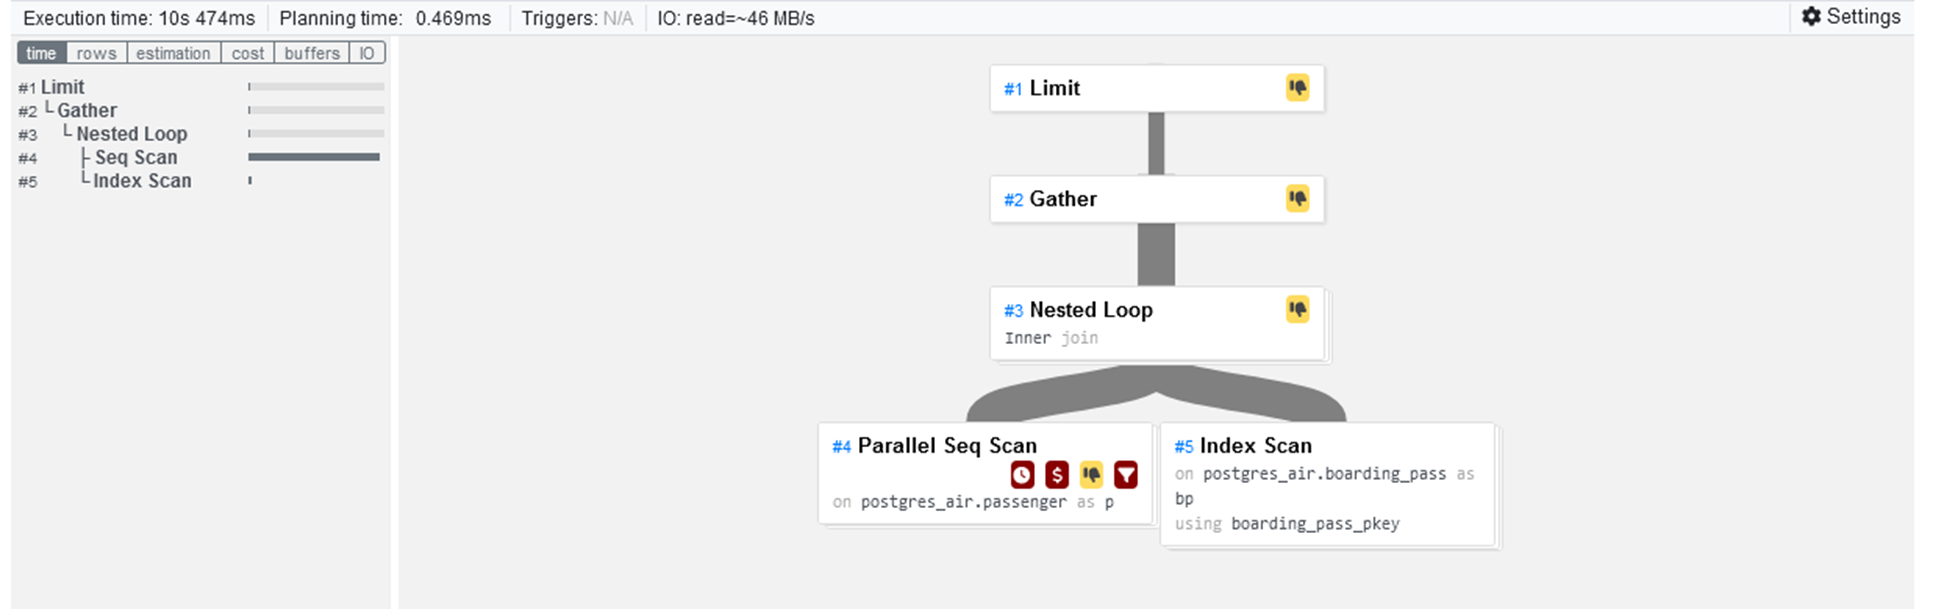 Execution time: 10s 474ms Planning time: 0.469ms Triggers: N/A IO: read=~46 MB/s Settings
time rows estimation cost buffers IO
#1 Limit
#2 Gather
#3 Nested Loop
#4 Seq Scan
#5 Index Scan
#1 Limit
#2 Gather
#3 Nested Loop
Inner join
#4 Parallel Seq Scan
$
on postgres_air.passenger as p
#5 Index Scan
on postgres_air.boarding_pass as
bp
using boarding_pass_pkey